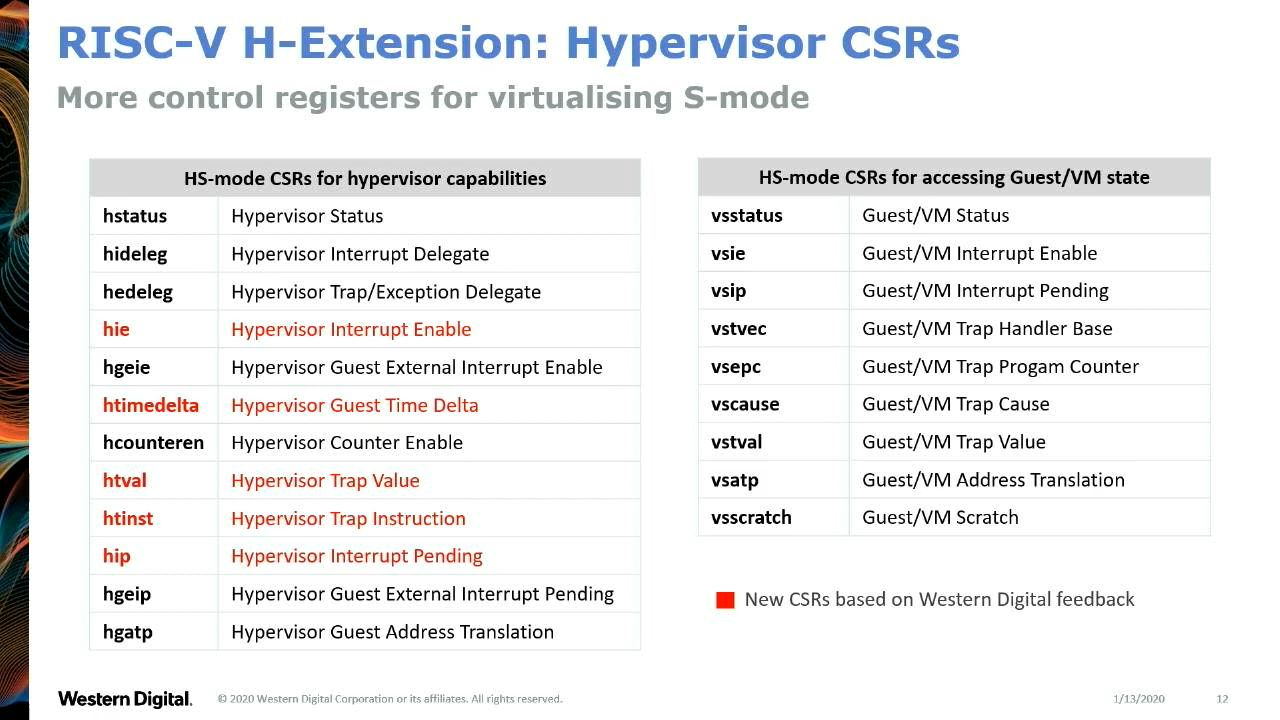 RISC-V H-Extension: Hypervisor CSRs
More control registers for virtualising S-mode
HS-mode CSRs for hypervisor capabilities
hstatus Hypervisor Status
hideleg Hypervisor Interrupt Delegate
hedeleg Hypervisor Trap/Exception Delegate
hie Hypervisor Interrupt Enable
hgeie Hypervisor Guest External Interrupt Enable
htimedelta Hypervisor Guest Time Delta
hcounteren Hypervisor Counter Enable
htval Hypervisor Trap Value
htinst Hypervisor Trap Instruction
hip Hypervisor Interrupt Pending
hgeip Hypervisor Guest External Interrupt Pending
hgatp Hypervisor Guest Address Translation
HS-mode CSRs for accessing Guest/VM state
vsstatus Guest/VM Status
vsie Guest/VM Interrupt Enable
vsip Guest/VM Interrupt Pending
vstvec Guest/VM Trap Handler Base
vsepc Guest/VM Trap Progam Counter
vscause Guest/VM Trap Cause
vstval Guest/VM Trap Value
vsatp Guest/VM Address Translation
vsscratch Guest/VM Scratch
New CSRs based on Western Digital feedback
Western Digital.
© 2020 Western Digital Corporation or its affiliates. All rights reserved.
1/13/2020
12